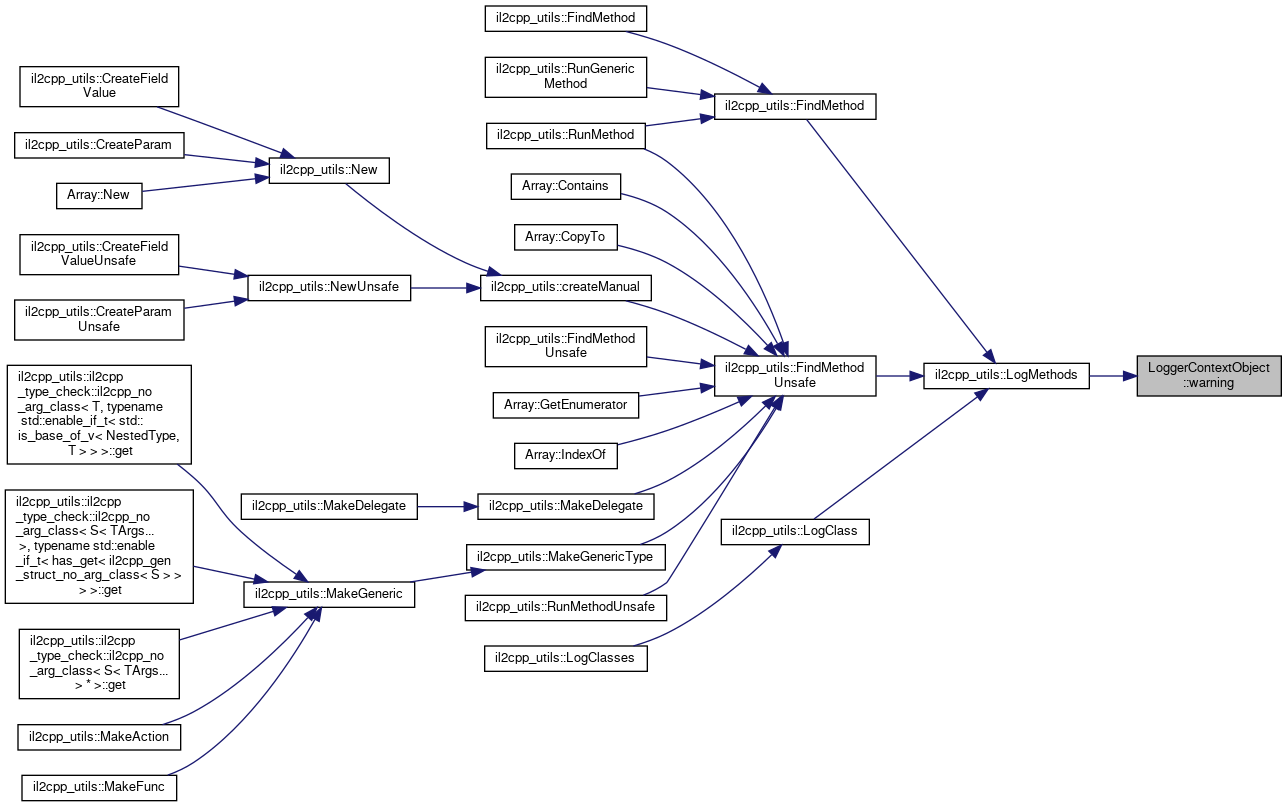 il2cpp_utils::CreateField
Value
il2cpp_utils::CreateParam
Array::New
il2cpp_utils::CreateField
ValueUnsafe
il2cpp_utils::CreateParam
Unsafe
il2cpp_utils::il2cpp
_type_check::il2cpp_no
_arg_class< T, typename
std::enable_if_t< std::
is_base_of_v< NestedType,
T > > >::get
il2cpp_utils::il2cpp
_type_check::il2cpp_no
_arg_class< S< TArgs...
>, typename std::enable
_if_t< has_get< il2cpp_gen
_struct_no_arg_class< S > >
> >::get
il2cpp_utils::il2cpp
_type_check::il2cpp_no
_arg_class< S< TArgs...
> * >::get
il2cpp_utils::MakeAction
il2cpp_utils::MakeFunc
il2cpp_utils::New
il2cpp_utils::NewUnsafe
il2cpp_utils::MakeDelegate
il2cpp_utils::MakeGeneric
il2cpp_utils::FindMethod
il2cpp_utils::RunGeneric
Method
il2cpp_utils::RunMethod
Array::Contains
Array::CopyTo
il2cpp_utils::createManual
il2cpp_utils::FindMethod
Unsafe
Array::GetEnumerator
Array::IndexOf
il2cpp_utils::MakeDelegate
il2cpp_utils::MakeGenericType
il2cpp_utils::RunMethodUnsafe
il2cpp_utils::LogClasses
il2cpp_utils::FindMethod
il2cpp_utils::FindMethod
Unsafe
il2cpp_utils::LogClass
il2cpp_utils::LogMethods
LoggerContextObject
::warning